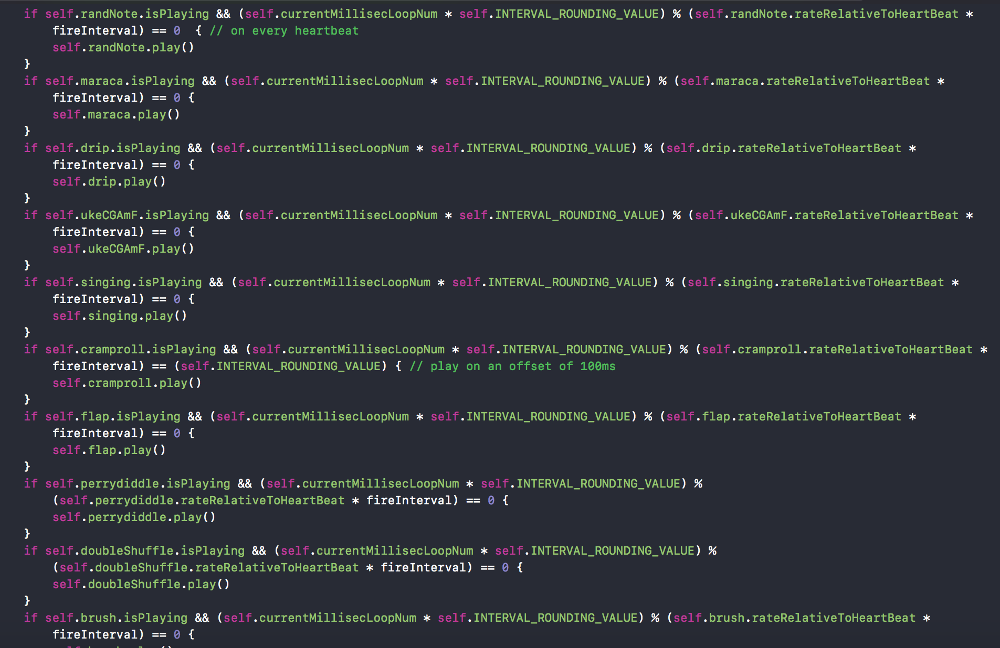 if self.randNote.isPlaying && (self.currentMillisecLoopNum * self.INTERVAL_ROUNDING_VALUE) % (self.randNote.rateRelativeToHeartBeat *
fireInterval) == 0  { // on every heartbeat
self.randNote.play()
}
if self.maraca.isPlaying && (self.currentMillisecLoopNum * self.INTERVAL_ROUNDING_VALUE) % (self.maraca.rateRelativeToHeartBeat *
fireInterval) == 0 {
self.maraca.play()
}
if self.drip.isPlaying && (self.currentMillisecLoopNum * self.INTERVAL_ROUNDING_VALUE) % (self.drip.rateRelativeToHeartBeat *
fireInterval) == 0 {
self.drip.play()
}
if self.ukeCGAmF.isPlaying && (self.currentMillisecLoopNum * self.INTERVAL_ROUNDING_VALUE) % (self.ukeCGAmF.rateRelativeToHeartBeat *
fireInterval) == 0 {
self.ukeCGAmF.play()
}
if self.singing.isPlaying && (self.currentMillisecLoopNum * self.INTERVAL_ROUNDING_VALUE) % (self.singing.rateRelativeToHeartBeat *
fireInterval) == 0 {
self.singing.play()
}
if self.cramproll.isPlaying && (self.currentMillisecLoopNum * self.INTERVAL_ROUNDING_VALUE) % (self.cramproll.rateRelativeToHeartBeat *
fireInterval) == (self.INTERVAL_ROUNDING_VALUE) { // play on an offset of 100ms
self.cramproll.play()
}
if self.flap.isPlaying && (self.currentMillisecLoopNum * self.INTERVAL_ROUNDING_VALUE) % (self.flap.rateRelativeToHeartBeat *
fireInterval) == 0 {
self.flap.play()
}
if self.perrydiddle.isPlaying && (self.currentMillisecLoopNum * self.INTERVAL_ROUNDING_VALUE) %
(self.perrydiddle.rateRelativeToHeartBeat * fireInterval) == 0 {
self.perrydiddle.play()
}
if self.doubleShuffle.isPlaying && (self.currentMillisecLoopNum * self.INTERVAL_ROUNDING_VALUE) %
(self.doubleShuffle.rateRelativeToHeartBeat * fireInterval) == 0 {
self.doubleShuffle.play()
}
if self.brush.isPlaying && (self.currentMillisecLoopNum * self.INTERVAL_ROUNDING_VALUE) % (self.brush.rateRelativeToHeartBeat *
fireInterval) == 0 {